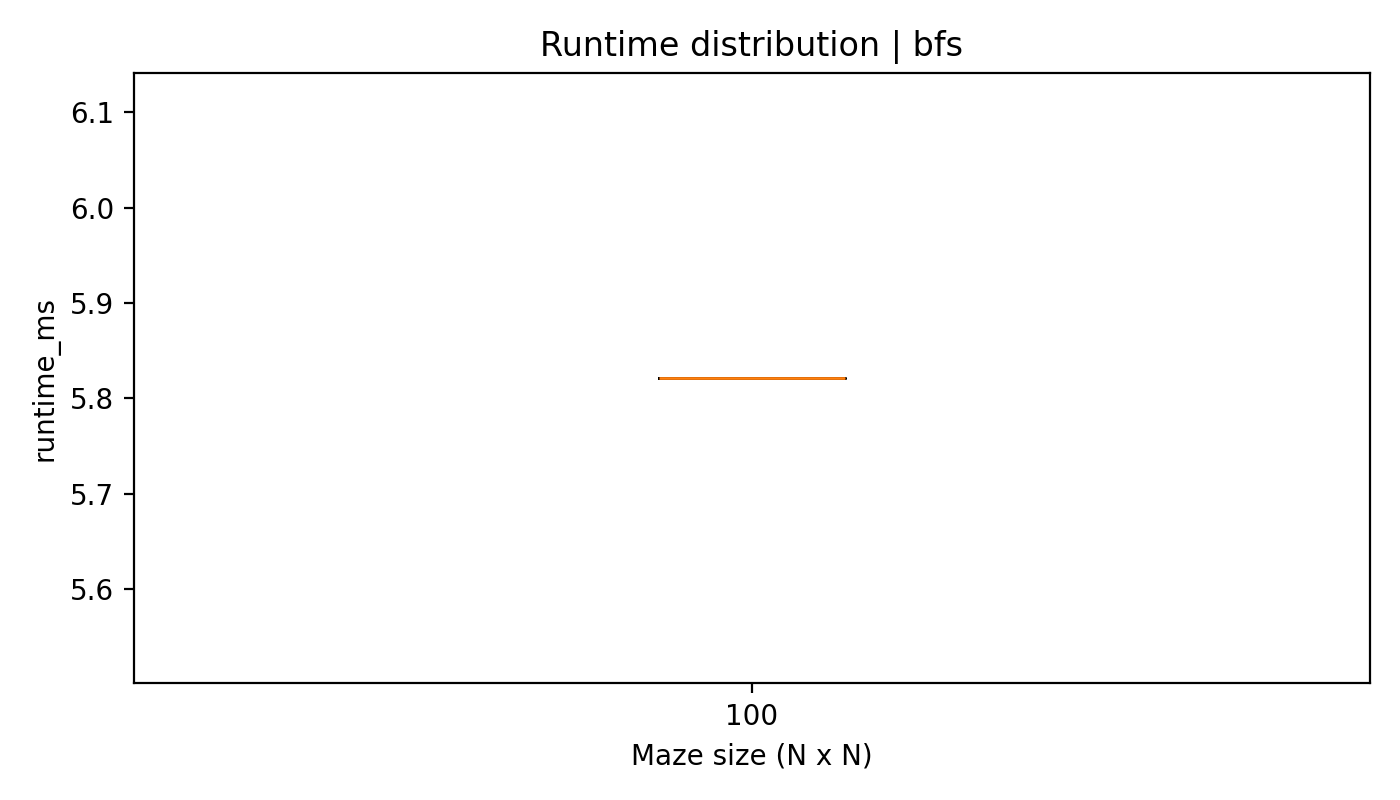 Runtime distribution | bfs
6.1
6.0
5.9
5.8
5.7
5.6
runtime_ms
100
Maze size (N x N)